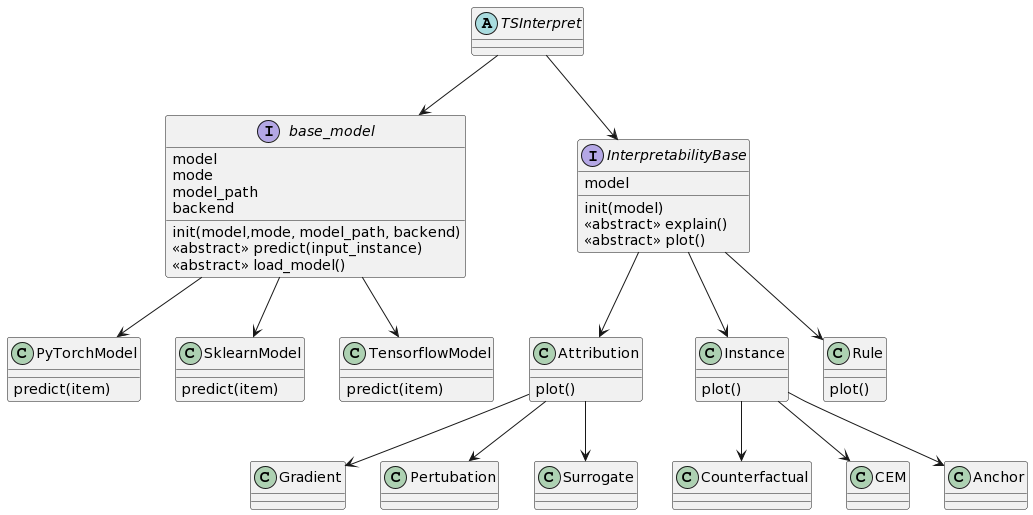 A TSInterpret
I base_model
model
mode
model_path
backend
init(model,mode, model_path, backend)
«abstract» predict(input_instance)
«abstract» load_model()
I InterpretabilityBase
model
init(model)
«abstract» explain()
«abstract» plot()
C PyTorchModel
predict(item)
C SklearnModel
predict(item)
C TensorflowModel
predict(item)
C Attribution
plot()
C Instance
plot()
C Rule
plot()
C Gradient
C Pertubation
C Surrogate
C Counterfactual
C CEM
C Anchor